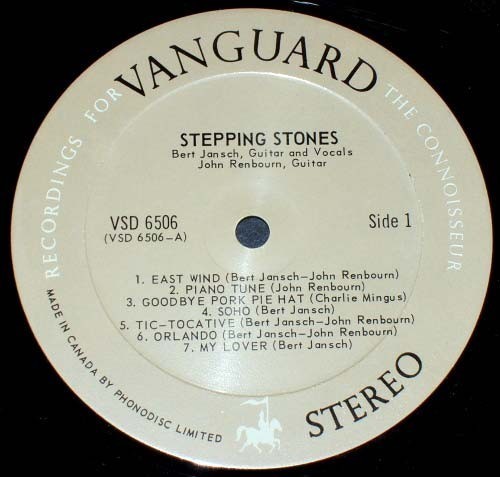 RECORDINGS FOR VANGUARD THE CONNOISSEUR
STEPPING STONES
Bert Jansch, Guitar and Vocals
John Renbourn, Guitar
VSD 6506
(VSD 6506-A)
Side 1
1. EAST WIND (Bert Jansch-John Renbourn)
2. PIANO TUNE (John Renbourn)
3. GOODBYE PORK PIE HAT (Charlie Mingus)
4. SOHO (Bert Jansch)
5. TIC-TOCATIVE (Bert Jansch-John Renbourn)
6. ORLANDO (Bert Jansch-John Renbourn)
7. MY LOVER (Bert Jansch)
MADE IN CANADA BY PHONODISC LIMITED
STEREO